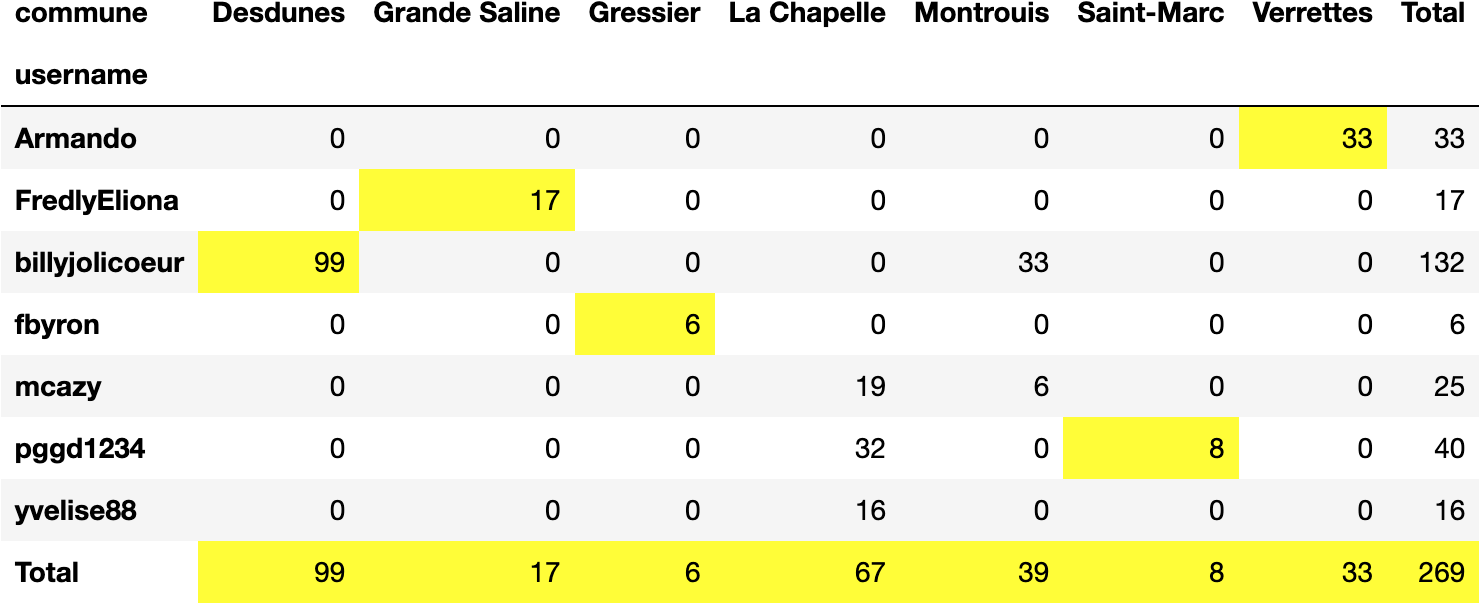 commune Desdunes Grande Saline Gressier La Chapelle Montrouis Saint-Marc Verrettes Total
username
Armando 0 0 0 0 0 0 33 33
FredlyEliona 0 17 0 0 0 0 0 17
billyjolicoeur 99 0 0 0 33 0 0 132
fbyron 0 0 6 0 0 0 0 6
mcazy 0 0 0 19 6 0 0 25
pggd1234 0 0 0 32 0 8 0 40
yvelise88 0 0 0 16 0 0 0 16
Total 99 17 6 67 39 8 33 269